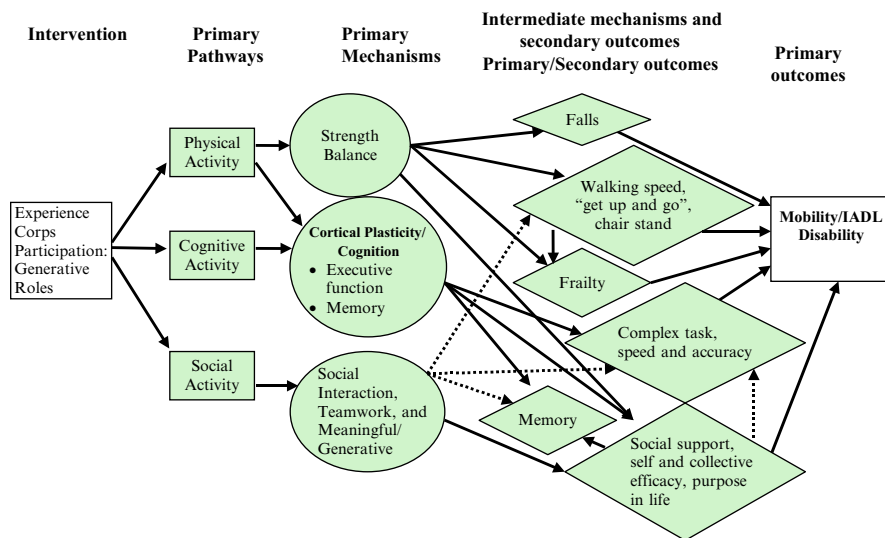 Intervention
Primary
Pathways
Primary
Mechanisms
Intermediate mechanisms and
secondary outcomes
Primary/Secondary outcomes
Primary
outcomes
Experience
Corps
Participation:
Generative
Roles
Physical
Activity
Cognitive
Activity
Social
Activity
Strength
Balance
Cortical Plasticity/
Cognition
• Executive
function
• Memory
Social
Interaction,
Teamwork, and
Meaningful/
Generative
Falls
Walking speed,
“get up and go”,
chair stand
Frailty
Complex task,
speed and accuracy
Memory
Social support,
self and collective
efficacy, purpose
in life
Mobility/IADL
Disability